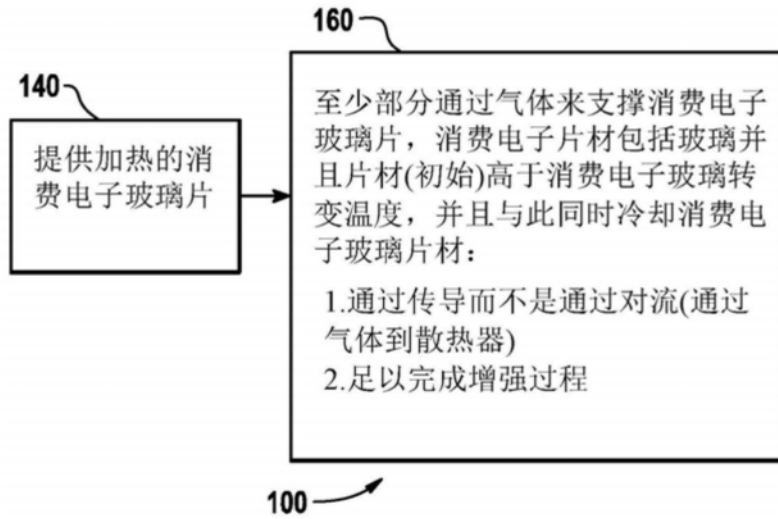 160
140
提供加热的消
费电子玻璃片
至少部分通过气体来支撑消费电子
玻璃片，消费电子片材包括玻璃并
且片材(初始)高于消费电子玻璃转
变温度，并且与此同时冷却消费电
子玻璃片材：
1.通过传导而不是通过对流(通过
气体到散热器)
2.足以完成增强过程
100